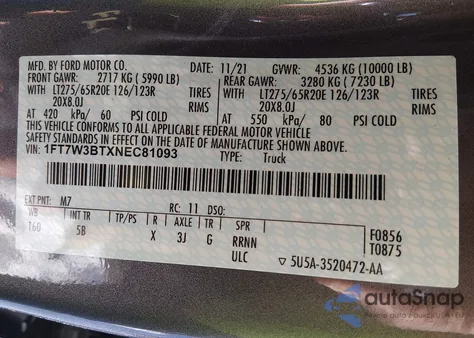 MFD. BY FORD MOTOR CO. 11/21 GVWR: 4536 KG (10000 LB)
FRONT GAWR: 2717 KG ( 5990 LB) REAR GAWR: 3280 KG ( 7230 LB)
WITH LT275/65R20E 126/123R TIRES WITH LT275/65R20E 126/123R TIRES
20X8.0J RIMS 20X8.0J RIMS
AT 420 kPa/ 60 PSI COLD AT 550 kPa/ 80 PSI COLD
THIS VEHICLE CONFORMS TO ALL APPLICABLE FEDERAL MOTOR VEHICLE
SAFETY STANDARDS IN EFFECT ON THE DATE OF MANUFACTURE SHOWN ABOVE.
VIN: 1FT7W3BTXNEC81093 TYPE: Truck
EXT PNT: M7 RC: 11 DSO:
WB INT TR TP/PS R AXLE TR SPR
160 5B X 3J G RRNN
F0856
T0875
ULC ▽ 5U5A-3520472-AA
autoSnap